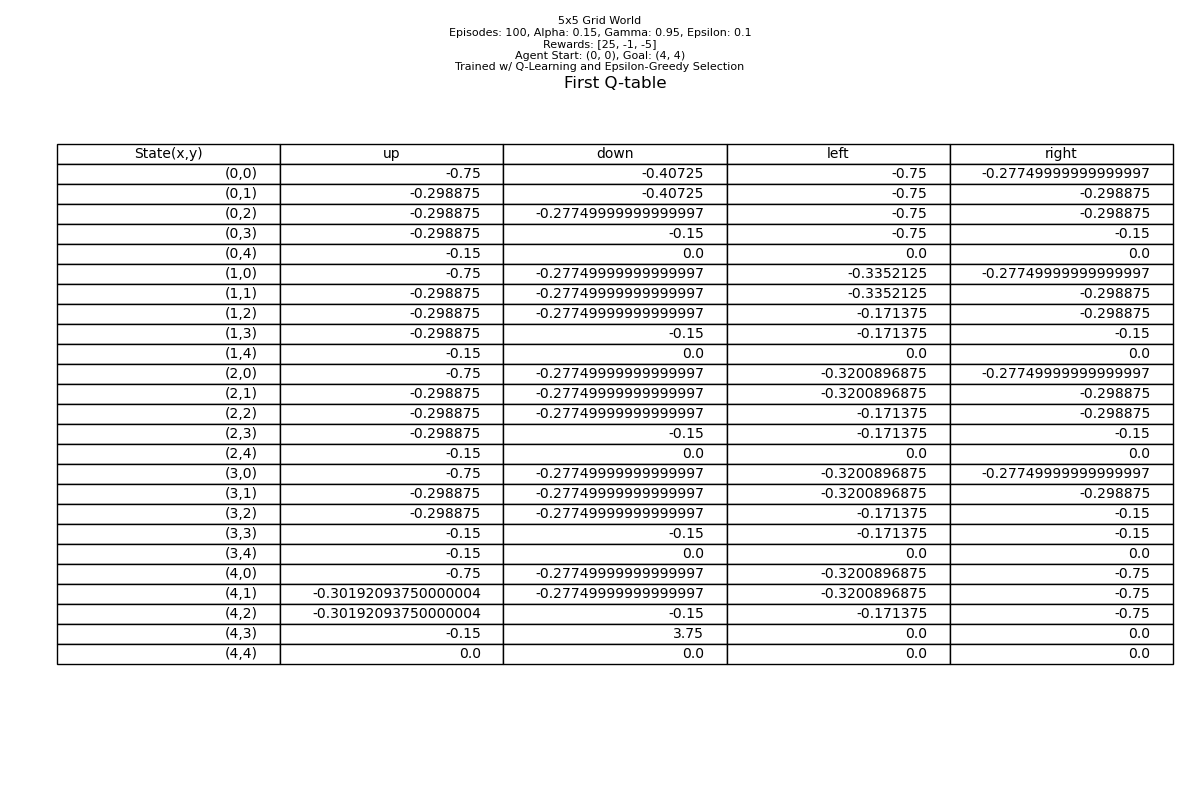 5x5 Grid World
Episodes: 100, Alpha: 0.15, Gamma: 0.95, Epsilon: 0.1
Rewards: [25, -1, -5]
Agent Start: (0, 0), Goal: (4, 4)
Trained w/ Q-Learning and Epsilon-Greedy Selection
First Q-table
State(x,y) up down left right
(0,0) -0.75 -0.40725 -0.75 -0.27749999999999997
(0,1) -0.298875 -0.40725 -0.75 -0.298875
(0,2) -0.298875 -0.27749999999999997 -0.75 -0.298875
(0,3) -0.298875 -0.15 -0.75 -0.15
(0,4) -0.15 0.0 0.0 0.0
(1,0) -0.75 -0.27749999999999997 -0.3352125 -0.27749999999999997
(1,1) -0.298875 -0.27749999999999997 -0.3352125 -0.298875
(1,2) -0.298875 -0.27749999999999997 -0.171375 -0.298875
(1,3) -0.298875 -0.15 -0.171375 -0.15
(1,4) -0.15 0.0 0.0 0.0
(2,0) -0.75 -0.27749999999999997 -0.3200896875 -0.27749999999999997
(2,1) -0.298875 -0.27749999999999997 -0.3200896875 -0.298875
(2,2) -0.298875 -0.27749999999999997 -0.171375 -0.298875
(2,3) -0.298875 -0.15 -0.171375 -0.15
(2,4) -0.15 0.0 0.0 0.0
(3,0) -0.75 -0.27749999999999997 -0.3200896875 -0.27749999999999997
(3,1) -0.298875 -0.27749999999999997 -0.3200896875 -0.298875
(3,2) -0.298875 -0.27749999999999997 -0.171375 -0.15
(3,3) -0.15 -0.15 -0.171375 -0.15
(3,4) -0.15 0.0 0.0 0.0
(4,0) -0.75 -0.27749999999999997 -0.3200896875 -0.75
(4,1) -0.30192093750000004 -0.27749999999999997 -0.3200896875 -0.75
(4,2) -0.30192093750000004 -0.15 -0.171375 -0.75
(4,3) -0.15 3.75 0.0 0.0
(4,4) 0.0 0.0 0.0 0.0